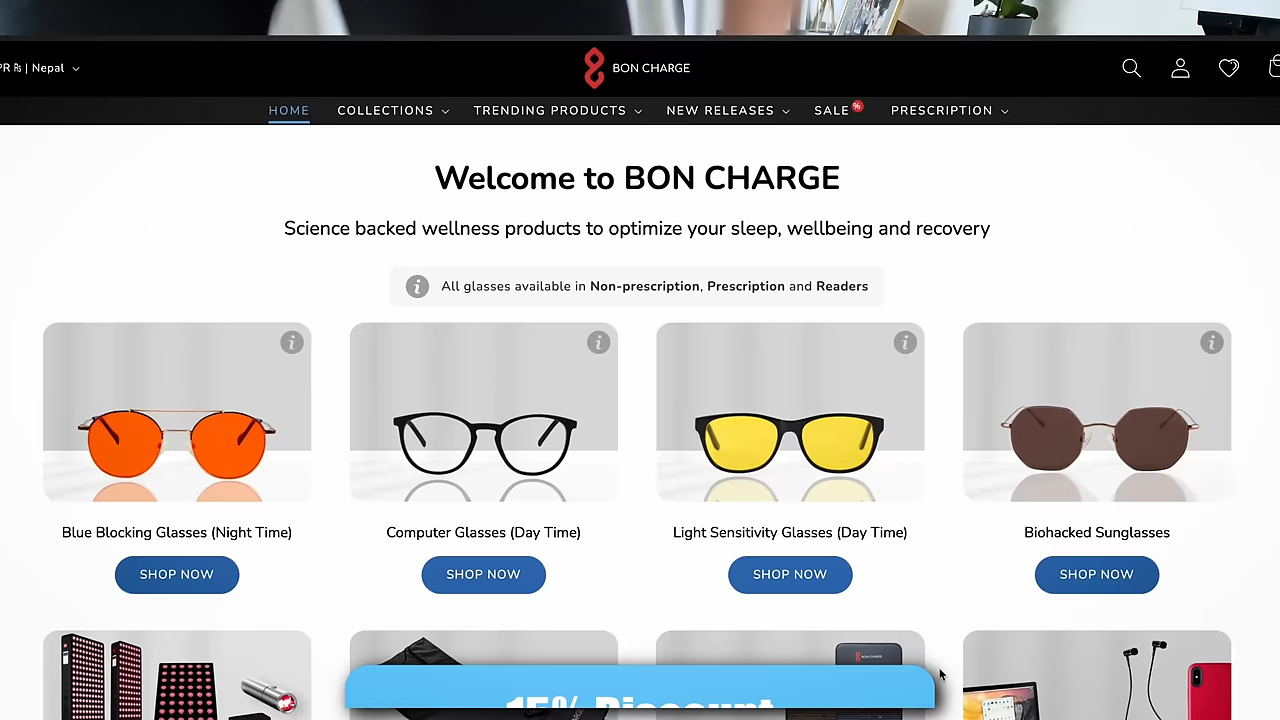 | Nepal
BON CHARGE
HOME
COLLECTIONS
TRENDING PRODUCTS
NEW RELEASES
SALE
%
PRESCRIPTION
Welcome to BON CHARGE
Science backed wellness products to optimize your sleep, wellbeing and recovery
i All glasses available in Non-prescription, Prescription and Readers
i
i
i
i
Blue Blocking Glasses (Night Time)
Computer Glasses (Day Time)
Light Sensitivity Glasses (Day Time)
Biohacked Sunglasses
SHOP NOW
SHOP NOW
SHOP NOW
SHOP NOW
BON CHARGE
15% Discount